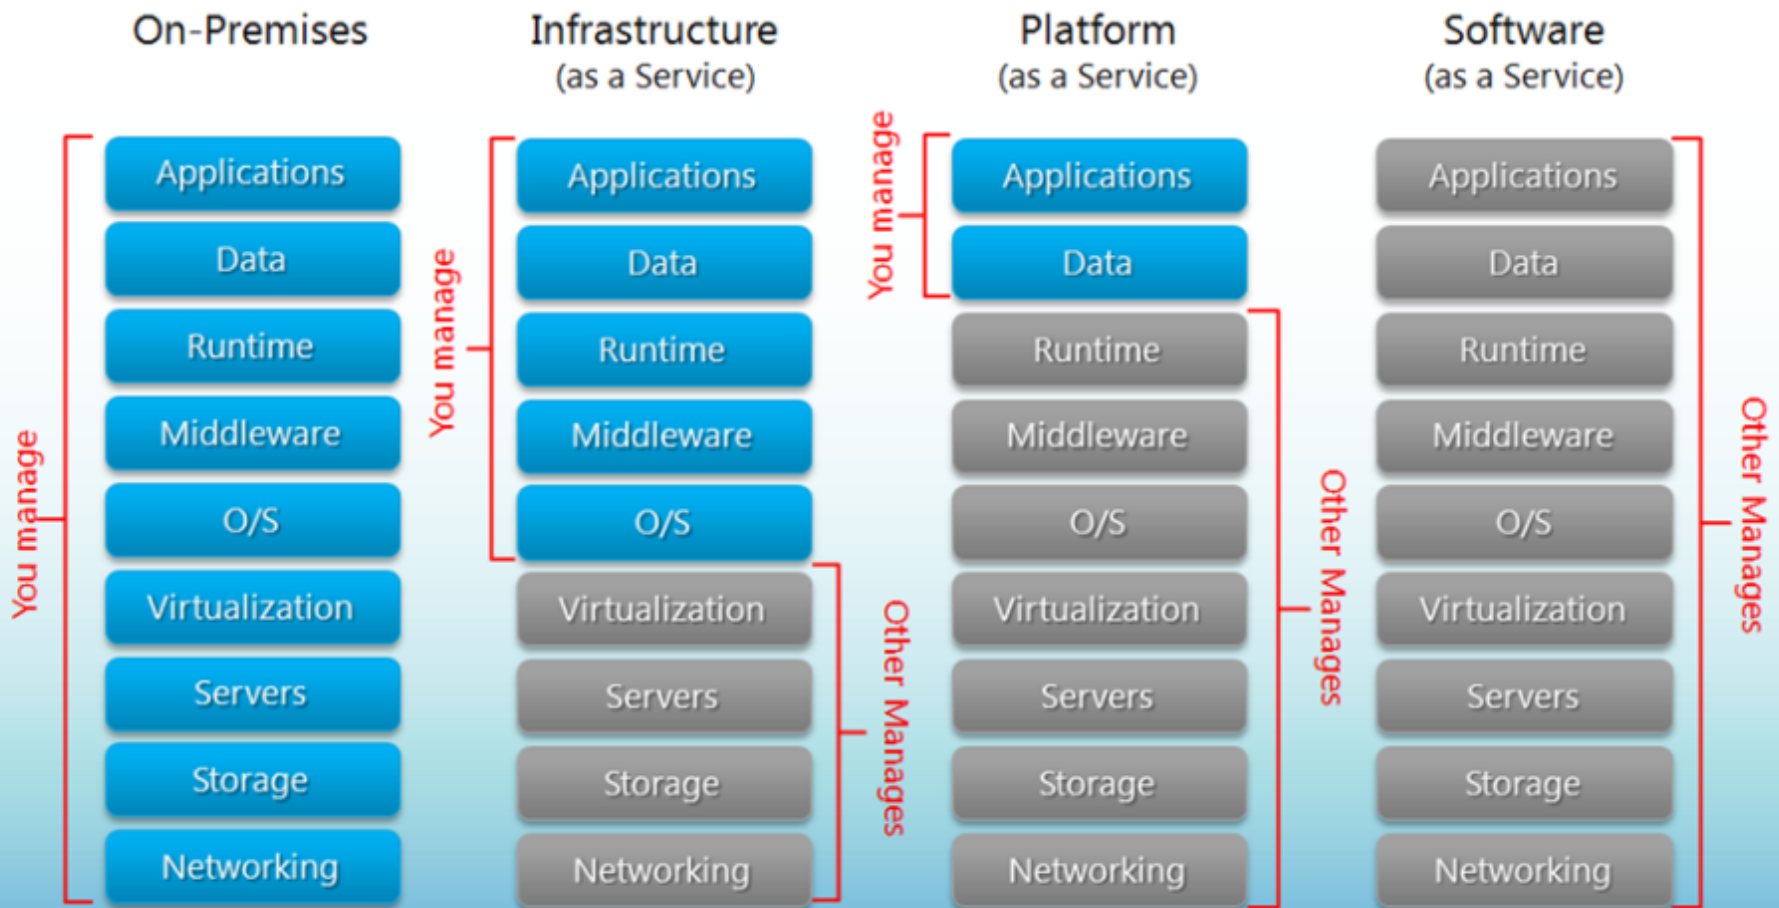 On-Premises
You manage
Applications
Data
Runtime
Middleware
O/S
Virtualization
Servers
Storage
Networking
Infrastructure
(as a Service)
You manage
Applications
Data
Runtime
Middleware
O/S
Virtualization
Servers
Storage
Networking
Other Manages
Platform
(as a Service)
You manage
Applications
Data
Runtime
Middleware
O/S
Virtualization
Servers
Storage
Networking
Other Manages
Software
(as a Service)
Applications
Data
Runtime
Middleware
O/S
Virtualization
Servers
Storage
Networking
Other Manages